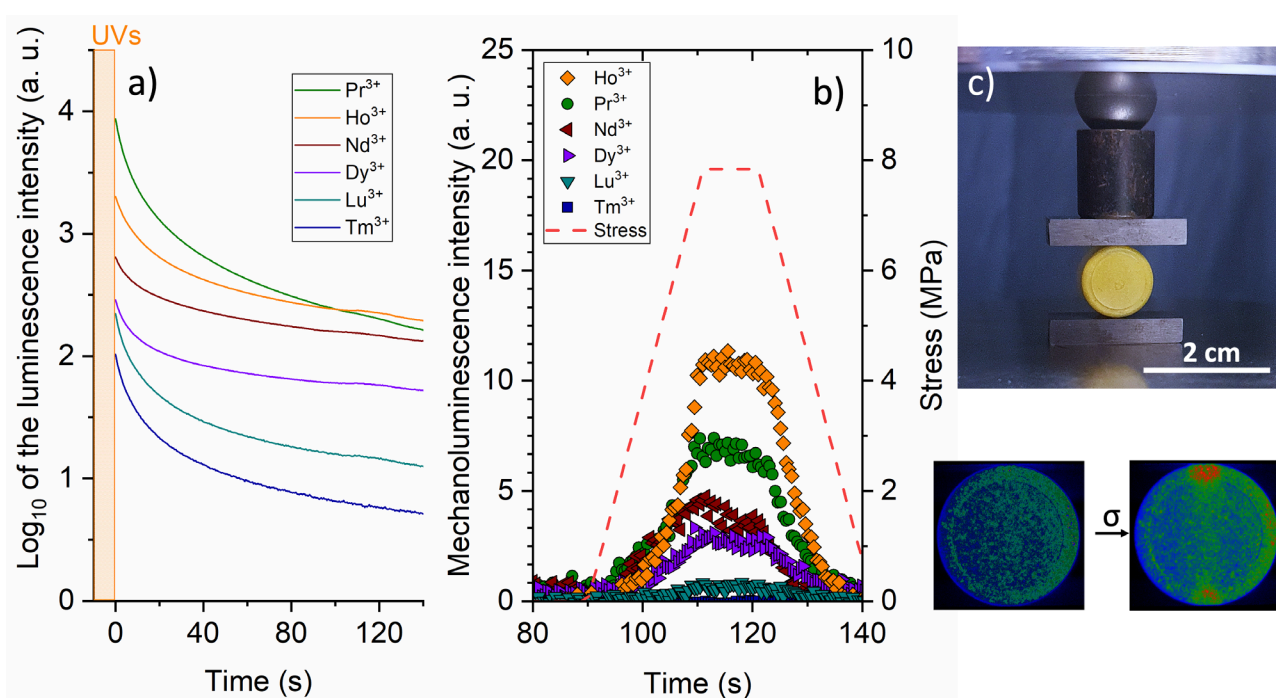 UVs
a)
Pr³⁺
Ho³⁺
Nd³⁺
Dy³⁺
Lu³⁺
Tm³⁺
Log₁₀ of the luminescence intensity (a. u.)
4
3
2
1
0
0
40
80
120
Time (s)
b)
Ho³⁺
Pr³⁺
Nd³⁺
Dy³⁺
Lu³⁺
Tm³⁺
Stress
Mechanoluminescence intensity (a. u.)
25
20
15
10
5
0
80
100
120
140
Time (s)
10
8
6
4
2
0
Stress (MPa)
c)
2 cm
σ